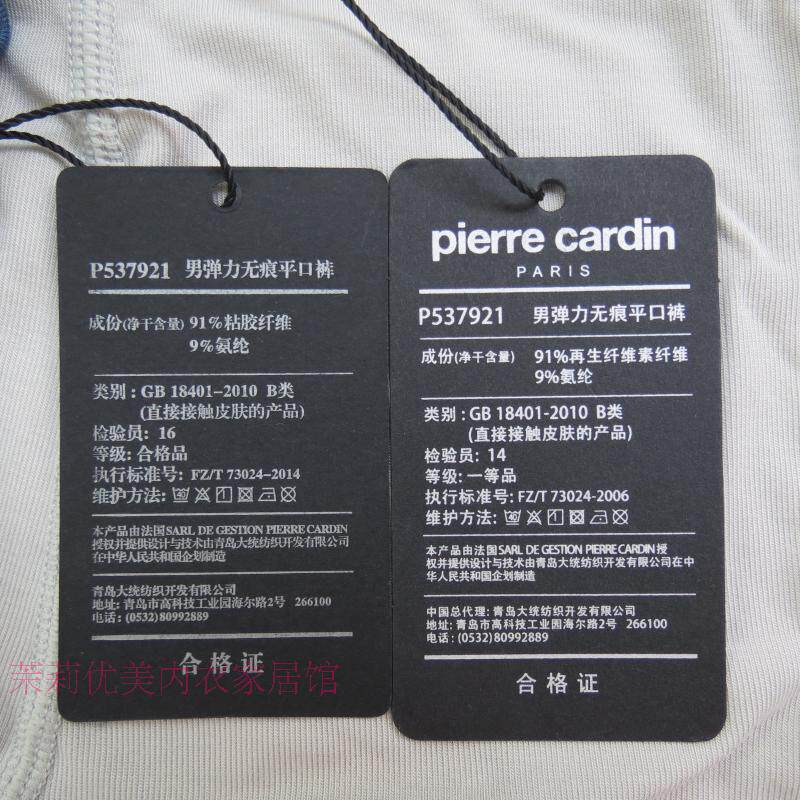 P537921 男弹力无痕平口裤
成份(净干含量) 91%粘胶纤维
9%氨纶
类别: GB 18401-2010 B类
(直接接触皮肤的产品)
检验员: 16
等级: 合格品
执行标准号: FZ/T 73024-2014
维护方法:
本产品由法国SARL DE GESTION PIERRE CARDIN
授权并提供设计与技术由青岛大统纺织开发有限公司
在中华人民共和国企划制造
青岛大统纺织开发有限公司
地址: 青岛市高科技工业园海尔路2号 266100
电话: (0532)80992889
合格证
pierre cardin
PARIS
P537921 男弹力无痕平口裤
成份(净干含量) 91%再生纤维素纤维
9%氨纶
类别: GB 18401-2010 B类
(直接接触皮肤的产品)
检验员: 14
等级: 一等品
执行标准号: FZ/T 73024-2006
维护方法:
本产品由法国SARL DE GESTION PIERRE CARDIN授
权并提供设计与技术由青岛大统纺织开发有限公司在中
华人民共和国企划制造
中国总代理: 青岛大统纺织开发有限公司
地址: 青岛市高科技工业园海尔路2号 266100
电话: (0532)80992889
合格证
茉莉优美内衣家居馆